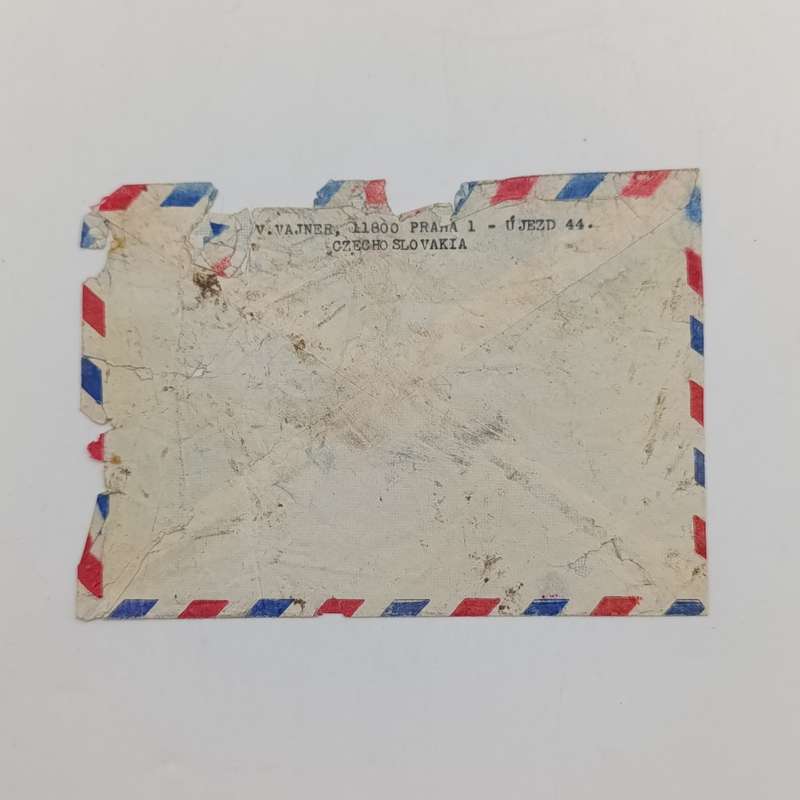 V.VAJNER, 11800 PRAHA 1 - ÚJEZD 44.
CZECHOSLOVAKIA